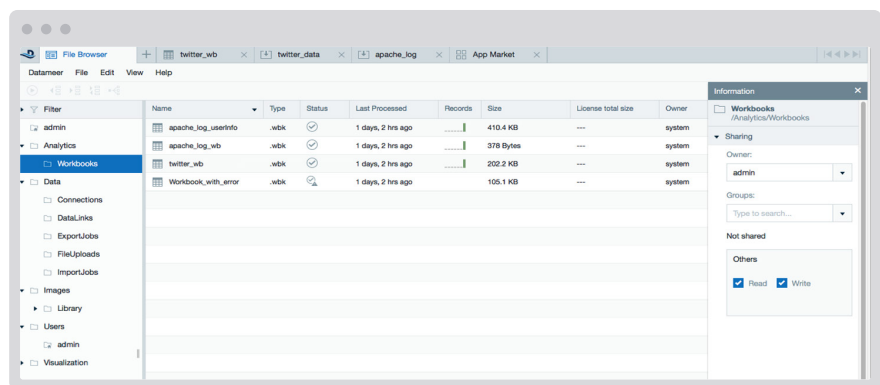 File Browser
twitter_wb
twitter_data
apache_log
App Market
Datameer File Edit View Help
Filter
admin
Analytics
Workbooks
Data
Connections
DataLinks
ExportJobs
FileUploads
ImportJobs
Images
Library
Users
admin
Visualization
Name Type Status Last Processed Records Size License total size Owner
apache_log_userinfo .wbk 1 days, 2 hrs ago 410.4 KB --- system
apache_log_wb .wbk 1 days, 2 hrs ago 378 Bytes --- system
twitter_wb .wbk 1 days, 2 hrs ago 202.2 KB --- system
Workbook_with_error .wbk 1 days, 2 hrs ago 105.1 KB --- system
Information
Workbooks
/Analytics/Workbooks
Sharing
Owner:
admin
Groups:
Type to search...
Not shared
Others
Read Write